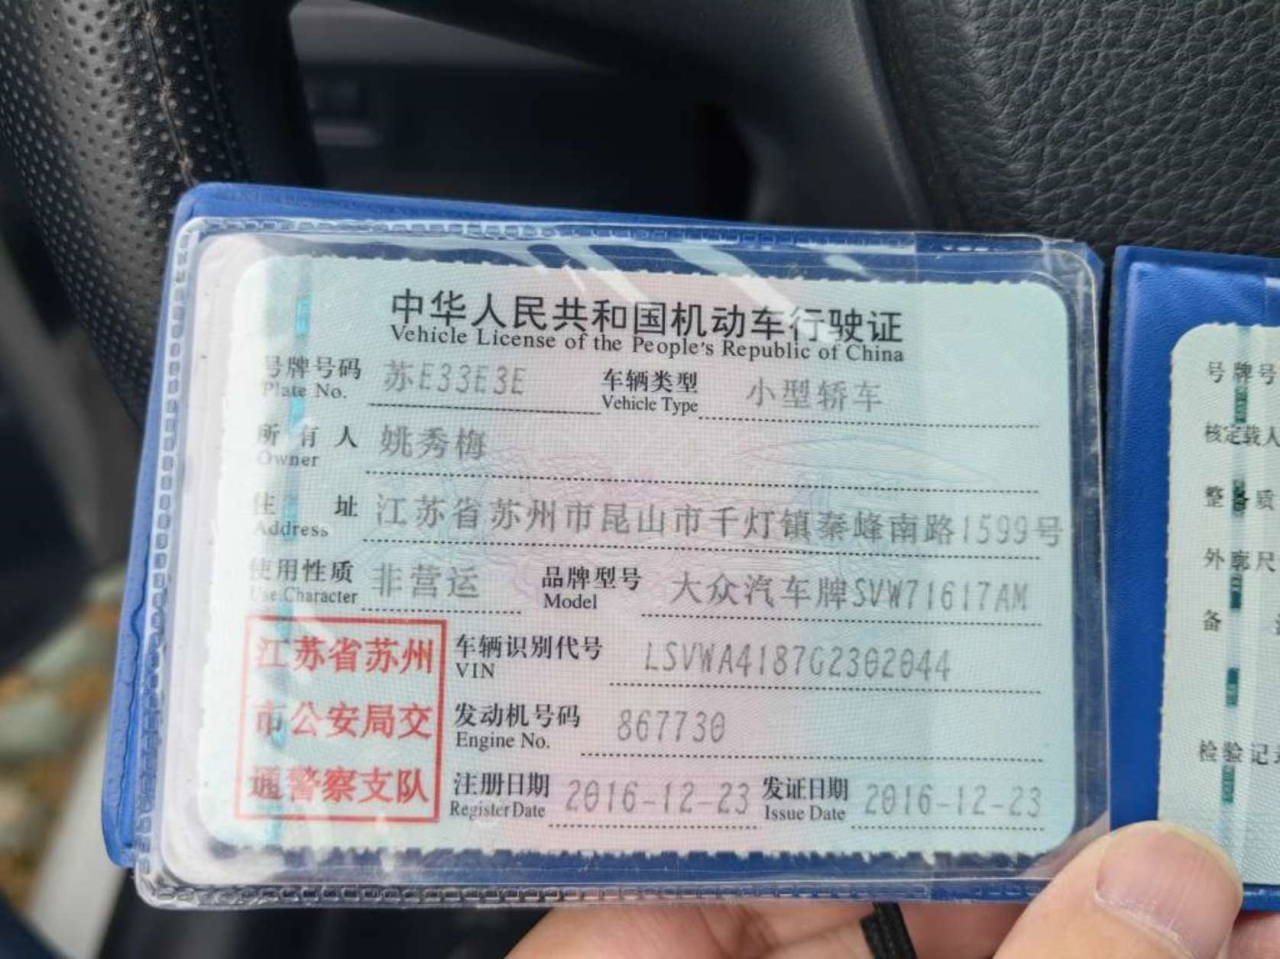 中华人民共和国机动车行驶证
Vehicle License of the People's Republic of China
号牌号码 苏E33E3E 车辆类型 小型轿车
Plate No. Vehicle Type
所有人 姚秀梅
Owner
住址 江苏省苏州市昆山市千灯镇秦峰南路1599号
Address
使用性质 非营运 品牌型号 大众汽车牌SVW71617AM
Use Character Model
江苏省苏州
市公安局交
通警察支队
车辆识别代号 LSVWA4187G2302044
VIN
发动机号码 867730
Engine No.
注册日期 2016-12-23 发证日期 2016-12-23
Register Date Issue Date
号牌号
核定载人
整备质
外廓尺
备
检验记